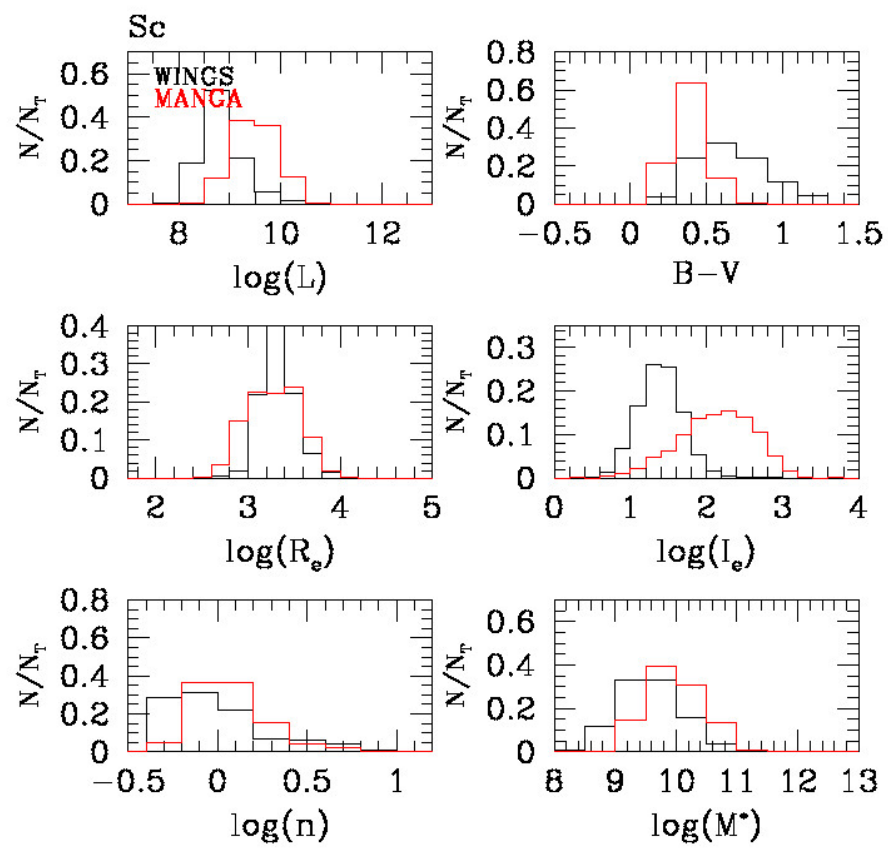 Sc
WINGS
MANGA
N/N_T
0.6
0.4
0.2
0
8 10 12
log(L)
N/N_T
0.8
0.6
0.4
0.2
0
−0.5 0 0.5 1 1.5
B−V
N/N_T
0.4
0.3
0.2
0.1
0
2 3 4 5
log(R_e)
N/N_T
0.3
0.2
0.1
0
0 1 2 3 4
log(I_e)
N/N_T
0.8
0.6
0.4
0.2
0
−0.5 0 0.5 1
log(n)
N/N_T
0.6
0.4
0.2
0
8 9 10 11 12 13
log(M*)